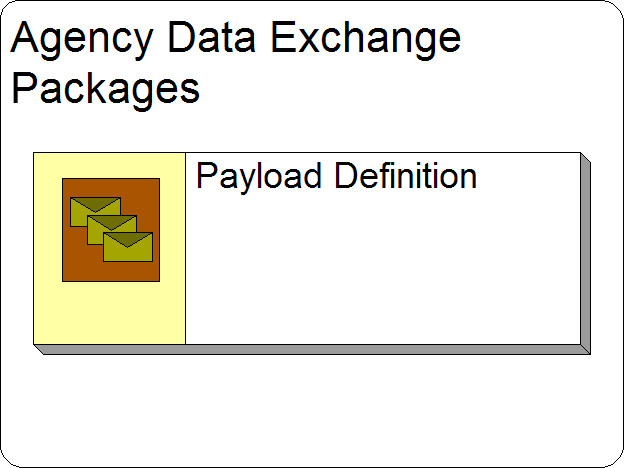 Agency Data Exchange
Packages
Payload Definition